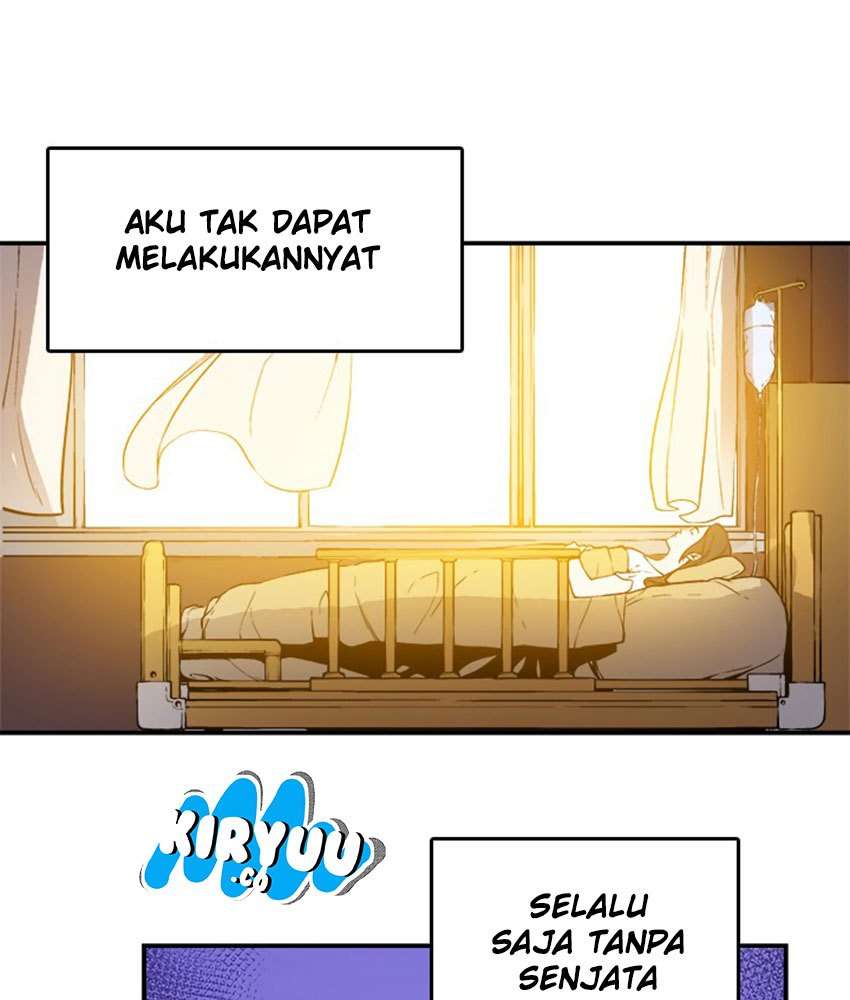 AKU TAK DAPAT
MELAKUKANNYAT
KIRYUU
.CO
SELALU
SAJA TANPA
SENJATA